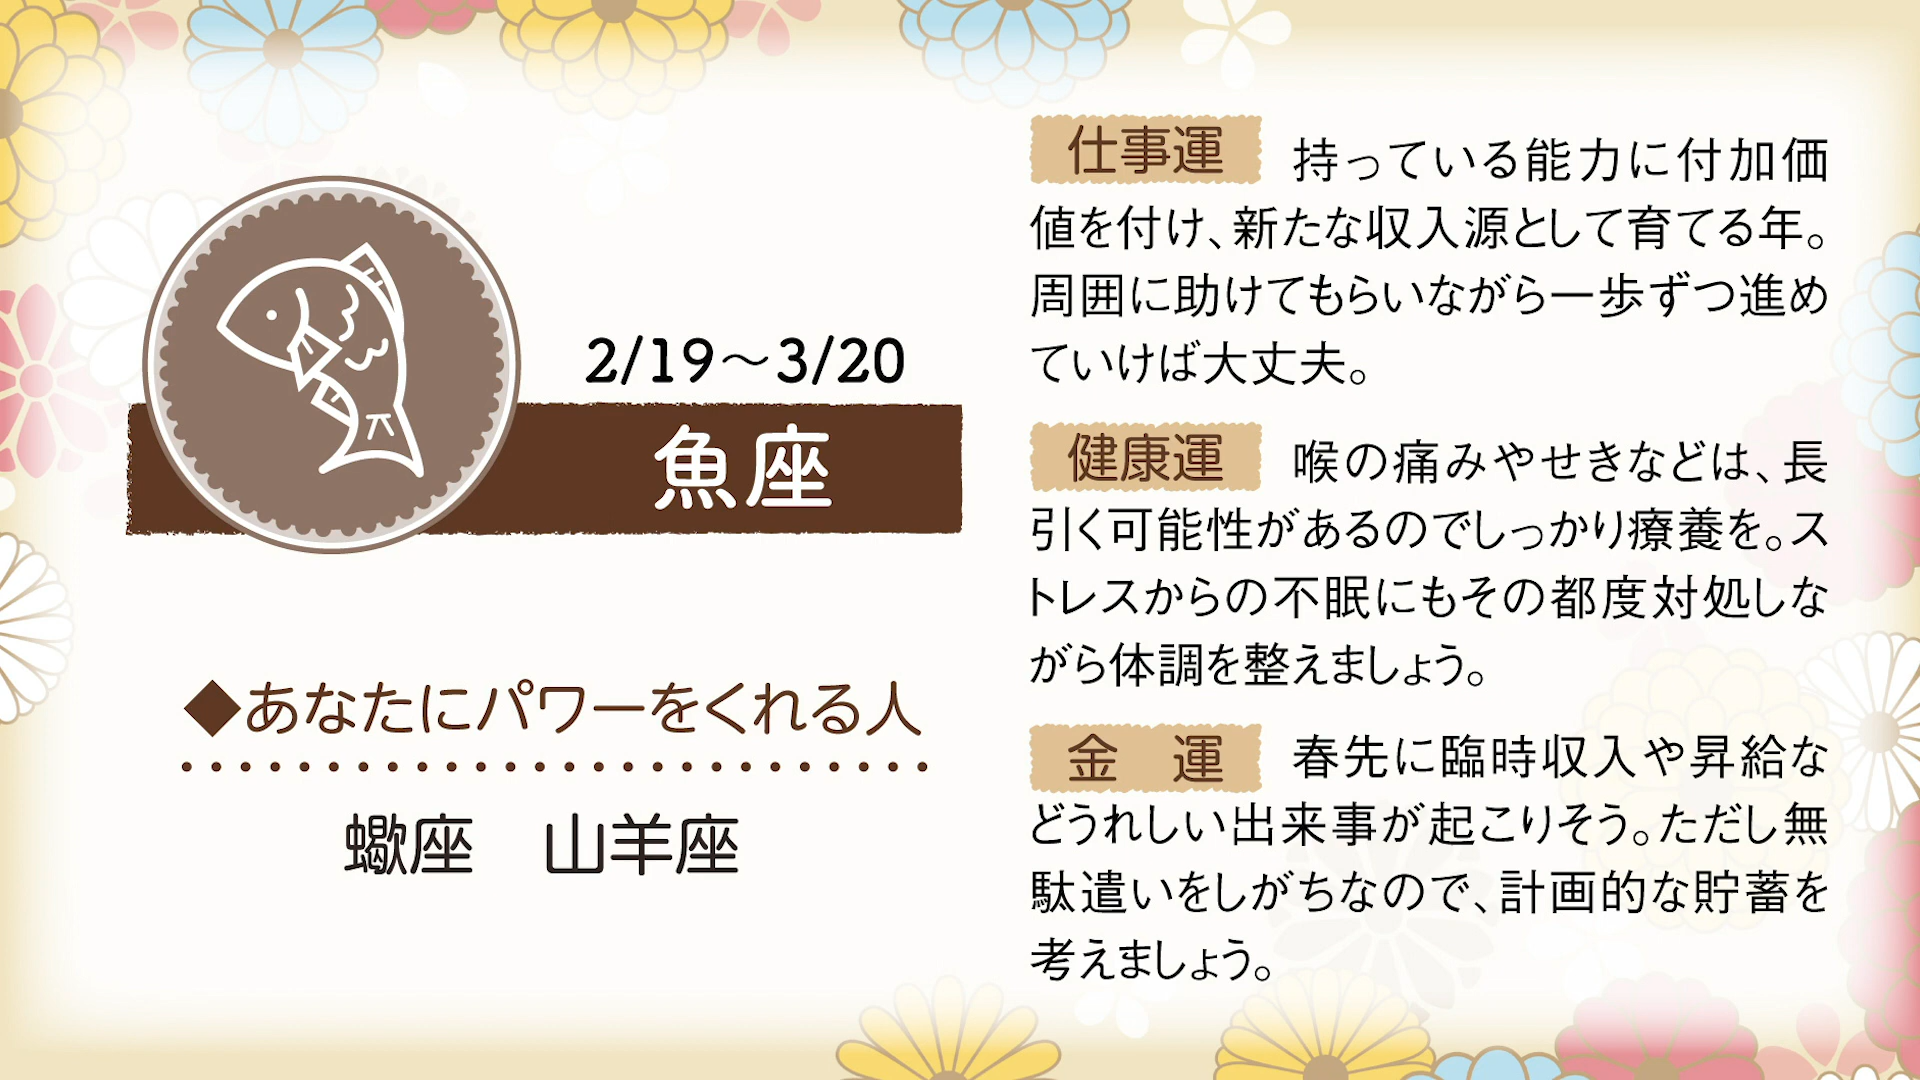 2/19〜3/20
魚座
◆あなたにパワーをくれる人
蠍座　山羊座
仕事運　持っている能力に付加価
値を付け、新たな収入源として育てる年。
周囲に助けてもらいながら一歩ずつ進め
ていけば大丈夫。
健康運　喉の痛みやせきなどは、長
引く可能性があるのでしっかり療養を。ス
トレスからの不眠にもその都度対処しな
がら体調を整えましょう。
金　運　春先に臨時収入や昇給な
どうれしい出来事が起こりそう。ただし無
駄遣いをしがちなので、計画的な貯蓄を
考えましょう。